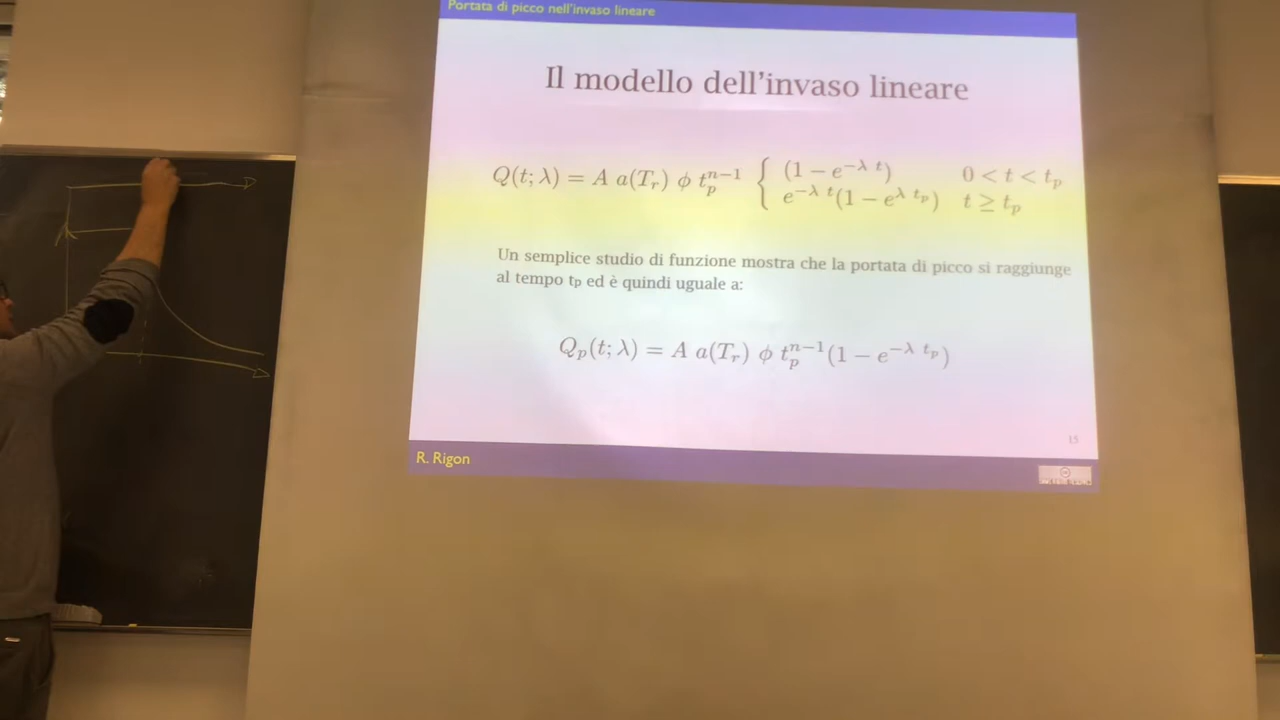 Portata di picco nell'invaso lineare
Il modello dell'invaso lineare
Q(t; λ) = A a(T_r) ϕ t_p^{n−1} { (1 − e^{−λ t}) 0 < t < t_p
e^{−λ t}(1 − e^{λ t_p}) t ≥ t_p
Un semplice studio di funzione mostra che la portata di picco si raggiunge
al tempo tp ed è quindi uguale a:
Q_p(t; λ) = A a(T_r) ϕ t_p^{n−1}(1 − e^{−λ t_p})
15
R. Rigon